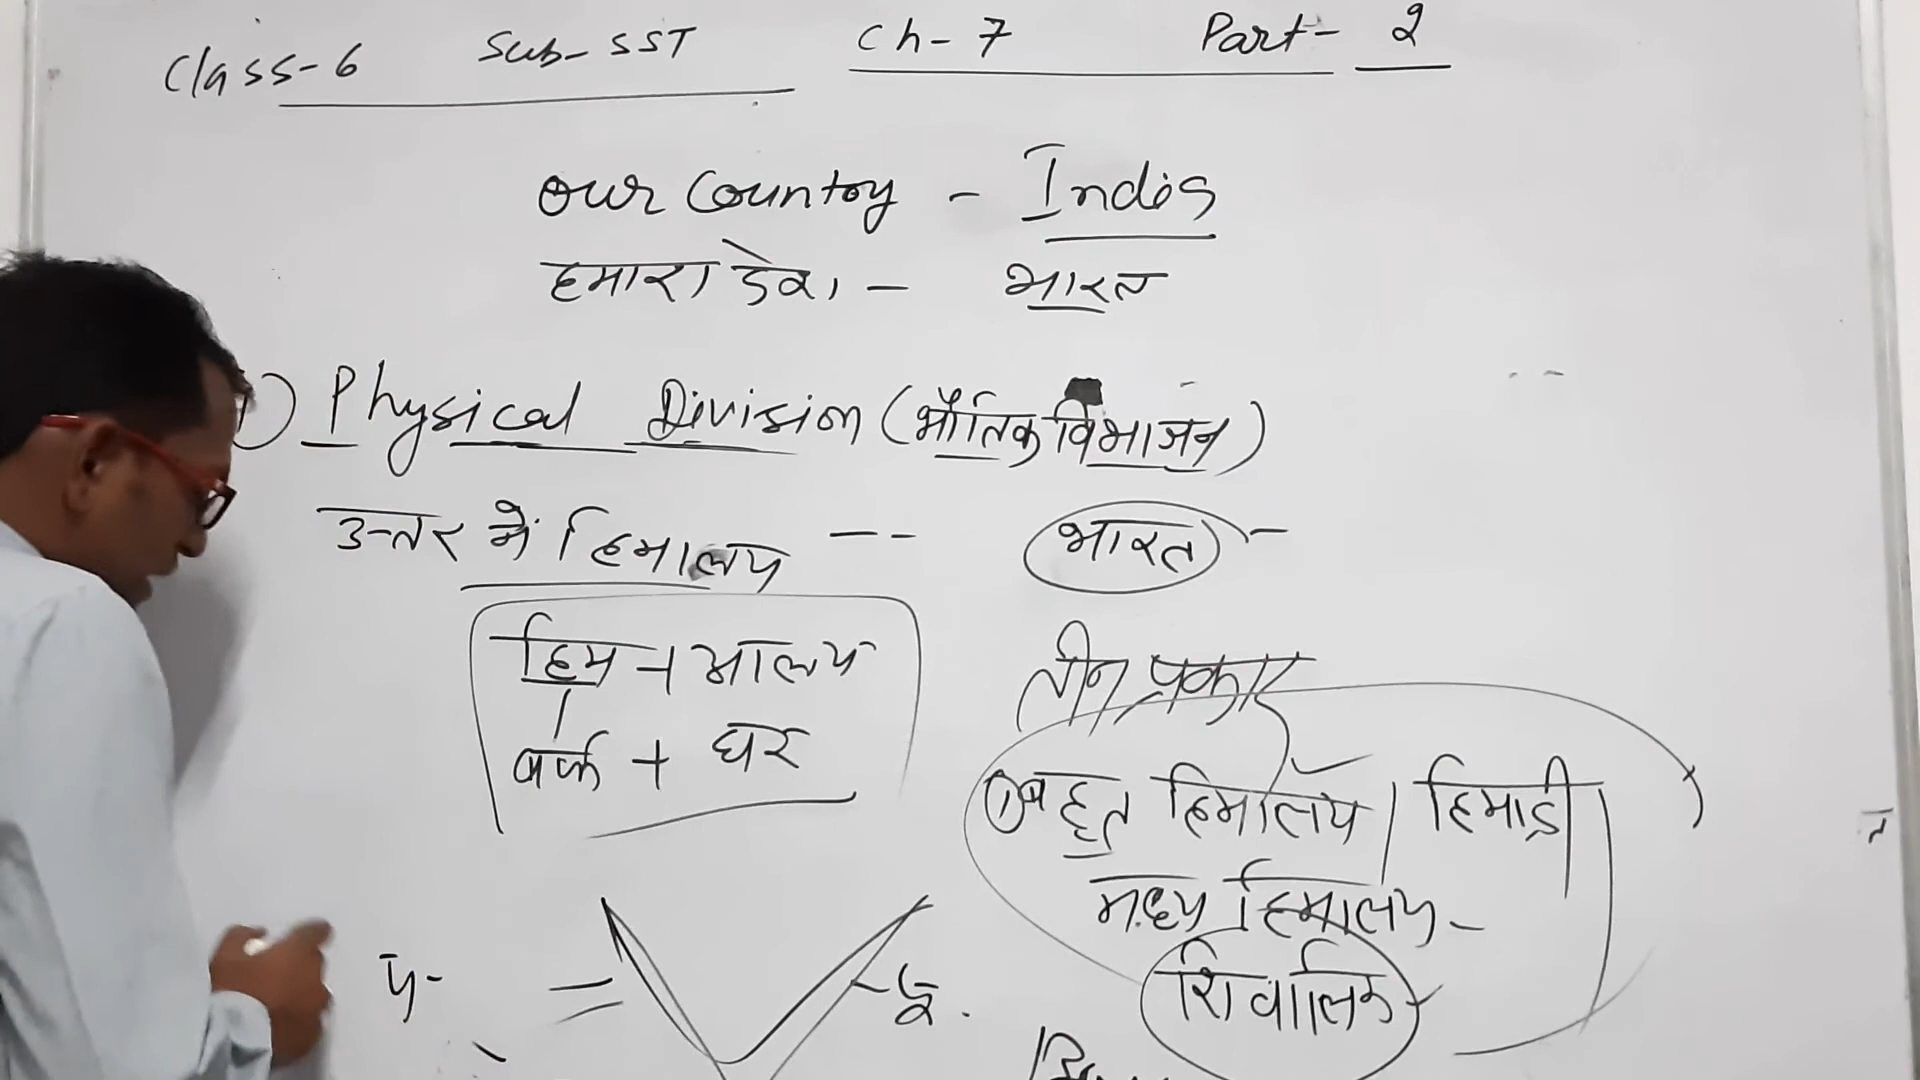 Class-6 Sub-SST Ch-7 Part-2
Our Country - India
हमारा देश - भारत
1) Physical Division (भौतिक विभाजन)
उत्तर में हिमालय -- भारत -
हिम + आलय
बर्फ + घर
तीन प्रकार
① बृहत हिमालय / हिमाद्री
मध्य हिमालय -
शिवालिक
प- = - पू.